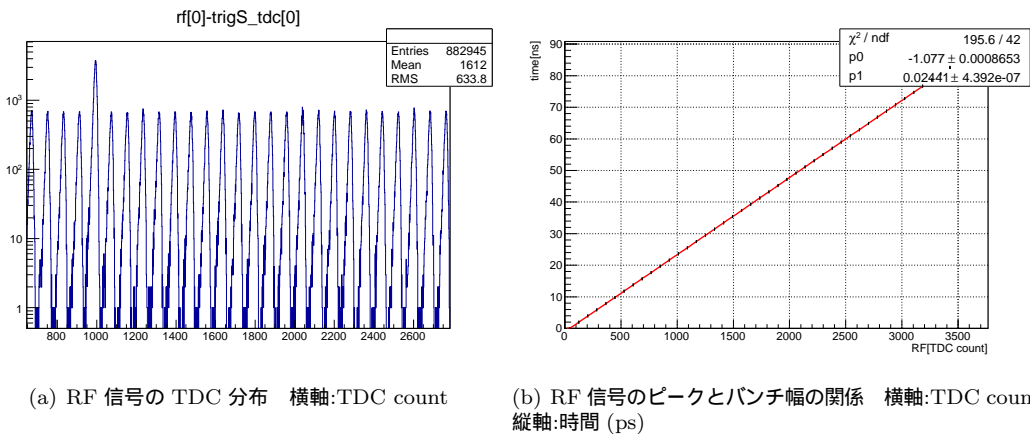 rf[0]-trigS_tdc[0]
Entries 882945
Mean 1612
RMS 633.8
10³
10²
10
1
800 1000 1200 1400 1600 1800 2000 2200 2400 2600
χ² / ndf 195.6 / 42
p0 -1.077 ± 0.0008653
p1 0.02441 ± 4.392e-07
time[ns]
90
80
70
60
50
40
30
20
10
0
0 500 1000 1500 2000 2500 3000 3500
RF[TDC count]
(a) RF 信号の TDC 分布 横軸:TDC count
(b) RF 信号のピークとバンチ幅の関係 横軸:TDC coun
縦軸:時間 (ps)